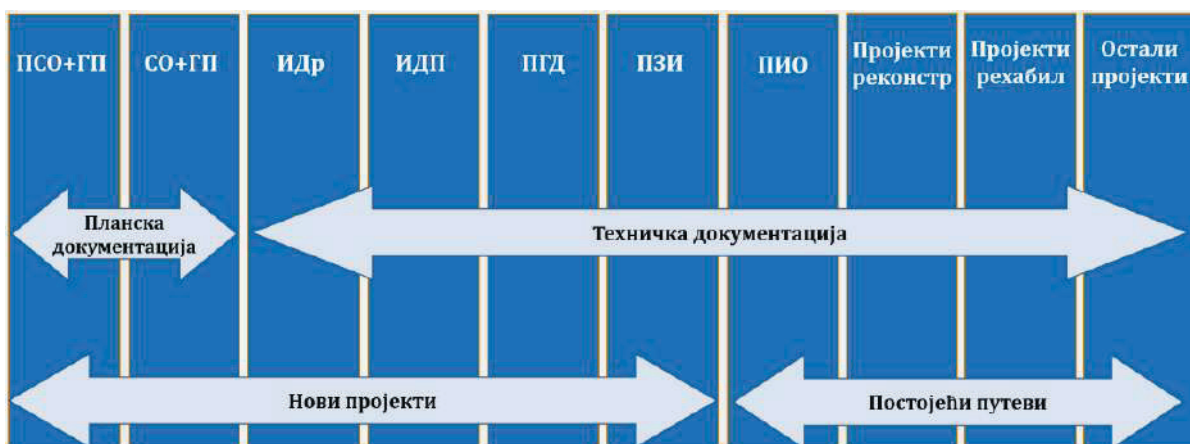 ПСО+ГП
СО+ГП
ИДр
ИДП
ПГД
ПЗИ
ПИО
Пројекти
реконстр
Пројекти
рехабил
Остали
пројекти
Планска
документација
Техничка документација
Нови пројекти
Постојећи путеви